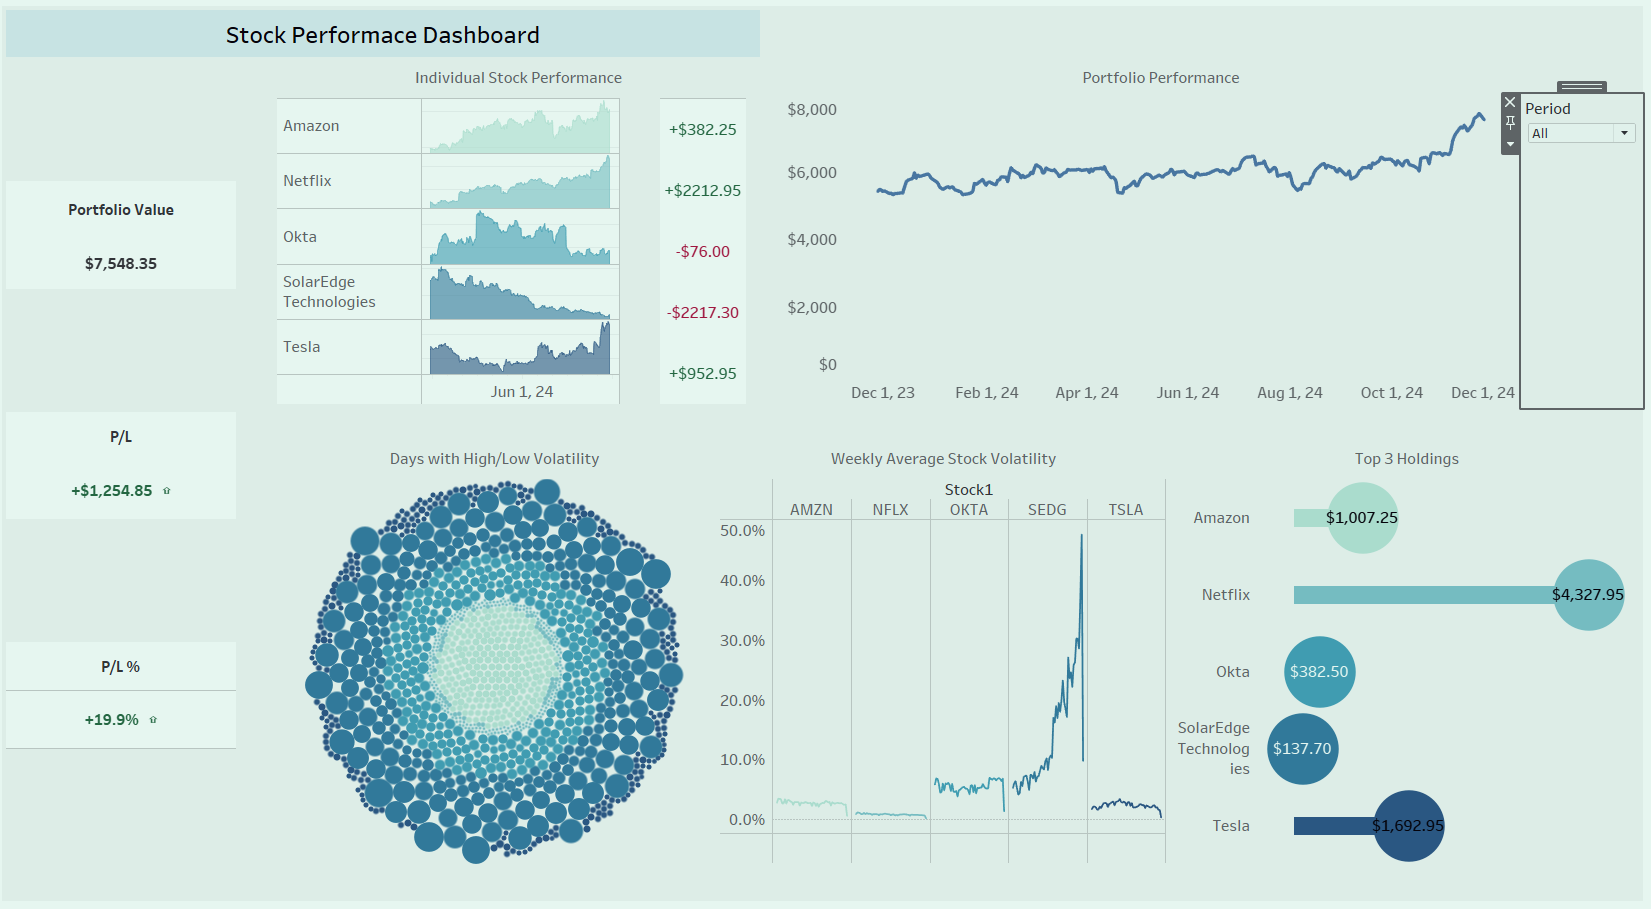 Stock Performace Dashboard
Portfolio Value
$7,548.35
P/L
+$1,254.85 ⇧
P/L %
+19.9% ⇧
Individual Stock Performance
Amazon
+$382.25
Netflix
+$2212.95
Okta
-$76.00
SolarEdge
Technologies
-$2217.30
Tesla
+$952.95
Jun 1, 24
Portfolio Performance
$8,000
$6,000
$4,000
$2,000
$0
Dec 1, 23 Feb 1, 24 Apr 1, 24 Jun 1, 24 Aug 1, 24 Oct 1, 24 Dec 1, 24
Period
All
Days with High/Low Volatility
Weekly Average Stock Volatility
Stock1
AMZN NFLX OKTA SEDG TSLA
50.0%
40.0%
30.0%
20.0%
10.0%
0.0%
Top 3 Holdings
Amazon $1,007.25
Netflix $4,327.95
Okta $382.50
SolarEdge
Technolog
ies
$137.70
Tesla $1,692.95